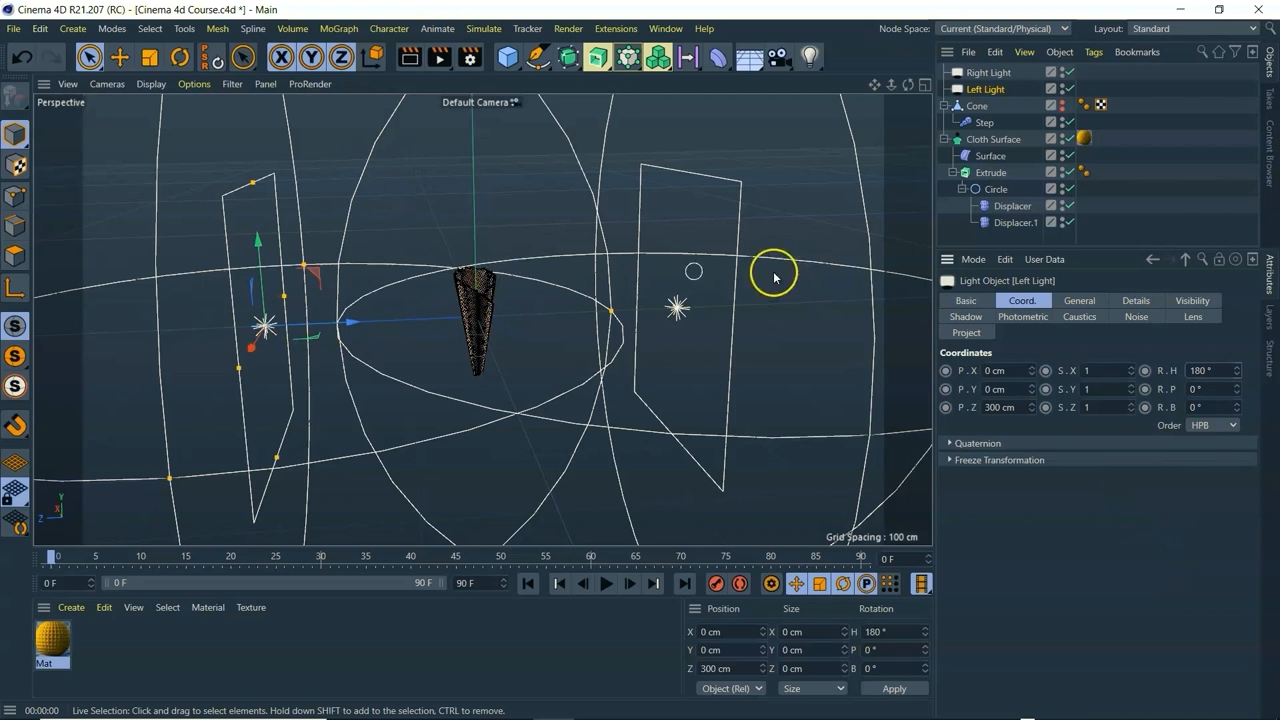 Cinema 4D R21.207 (RC) - [Cinema 4d Course.c4d *] - Main
File Edit Create Modes Select Tools Mesh Spline Volume MoGraph Character Animate Simulate Tracker Render Extensions Window Help Node Space: Current (Standard/Physical) Layout: Standard
File Edit View Object Tags Bookmarks
View Cameras Display Options Filter Panel ProRender
Perspective Default Camera
Right Light
Left Light
Cone
Step
Cloth Surface
Surface
Extrude
Circle
Displacer
Displacer.1
Objects
Takes
Content Browser
Attributes
Layers
Structure
Mode Edit User Data
Light Object [Left Light]
Basic Coord. General Details Visibility
Shadow Photometric Caustics Noise Lens
Project
Coordinates
P . X 0 cm S . X 1 R . H 180 °
P . Y 0 cm S . Y 1 R . P 0 °
P . Z 300 cm S . Z 1 R . B 0 °
Order HPB
Quaternion
Freeze Transformation
Y
X
Z
Grid Spacing : 100 cm
0 5 10 15 20 25 30 35 40 45 50 55 60 65 70 75 80 85 90 0 F
0 F 0 F 90 F 90 F
Create Edit View Select Material Texture
Mat
Position Size Rotation
X 0 cm X 0 cm H 180 °
Y 0 cm Y 0 cm P 0 °
Z 300 cm Z 0 cm B 0 °
Object (Rel) Size Apply
00:00:00 Live Selection: Click and drag to select elements. Hold down SHIFT to add to the selection, CTRL to remove.